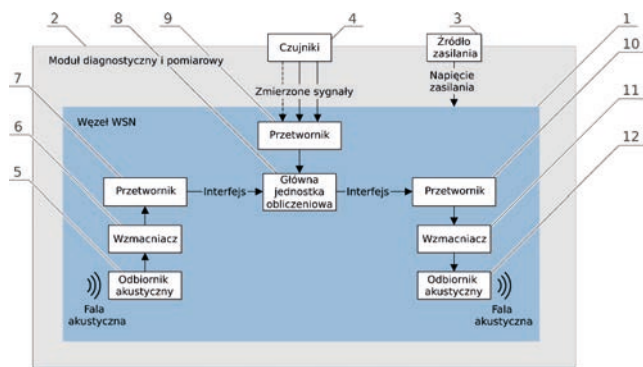 2
8
9
4
3
1
10
11
12
7
6
5
Moduł diagnostyczny i pomiarowy
Czujniki
Źródło
zasilania
Zmierzone sygnały
Napięcie
zasilania
Węzeł WSN
Przetwornik
Przetwornik
Interfejs
Główna
jednostka
obliczeniowa
Interfejs
Przetwornik
Wzmacniacz
Wzmacniacz
Odbiornik
akustyczny
Odbiornik
akustyczny
Fala
akustyczna
Fala
akustyczna